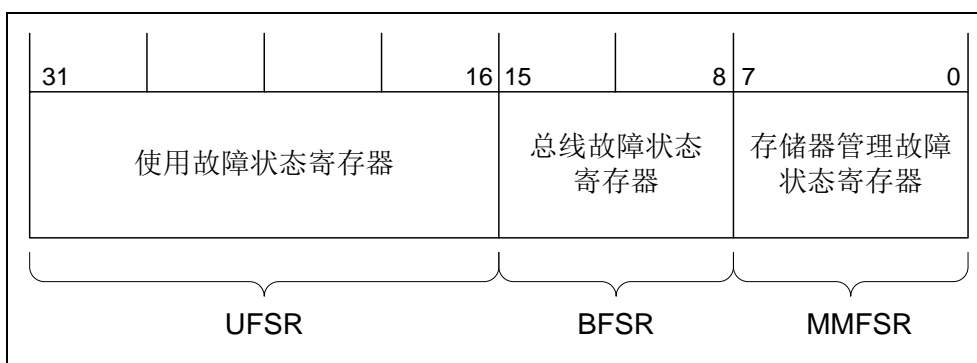 31 16 15 8 7 0
使用故障状态寄存器
总线故障状态
寄存器
存储器管理故障
状态寄存器
UFSR BFSR MMFSR